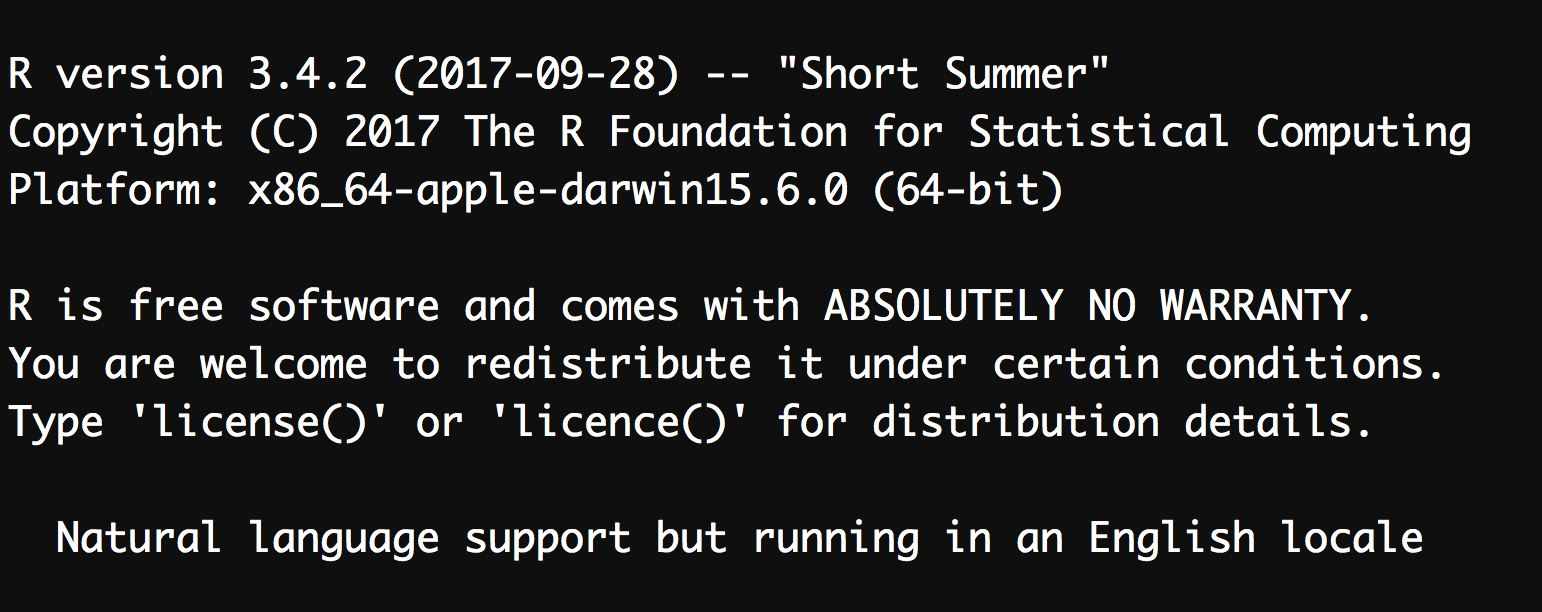 R version 3.4.2 (2017-09-28) -- "Short Summer"
Copyright (C) 2017 The R Foundation for Statistical Computing
Platform: x86_64-apple-darwin15.6.0 (64-bit)
R is free software and comes with ABSOLUTELY NO WARRANTY.
You are welcome to redistribute it under certain conditions.
Type 'license()' or 'licence()' for distribution details.
Natural language support but running in an English locale